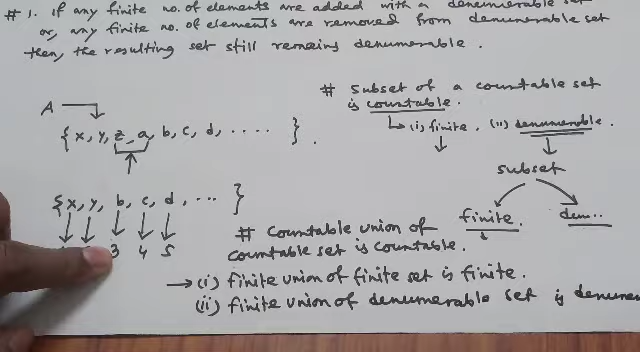 # 1. If any finite no. of elements are added with a denumerable set
or, any finite no. of elements are removed from denumerable set
then, the resulting set still remains denumerable.
A
{x, y, z, a, b, c, d, .... }.
{x, y, b, c, d, ... }
3 4 5
# Subset of a countable set
is countable.
(i) finite, (ii) denumerable.
subset
finite. den..
# Countable union of
countable set is countable.
→ (i) finite union of finite set is finite.
(ii) finite union of denumerable set is denumer